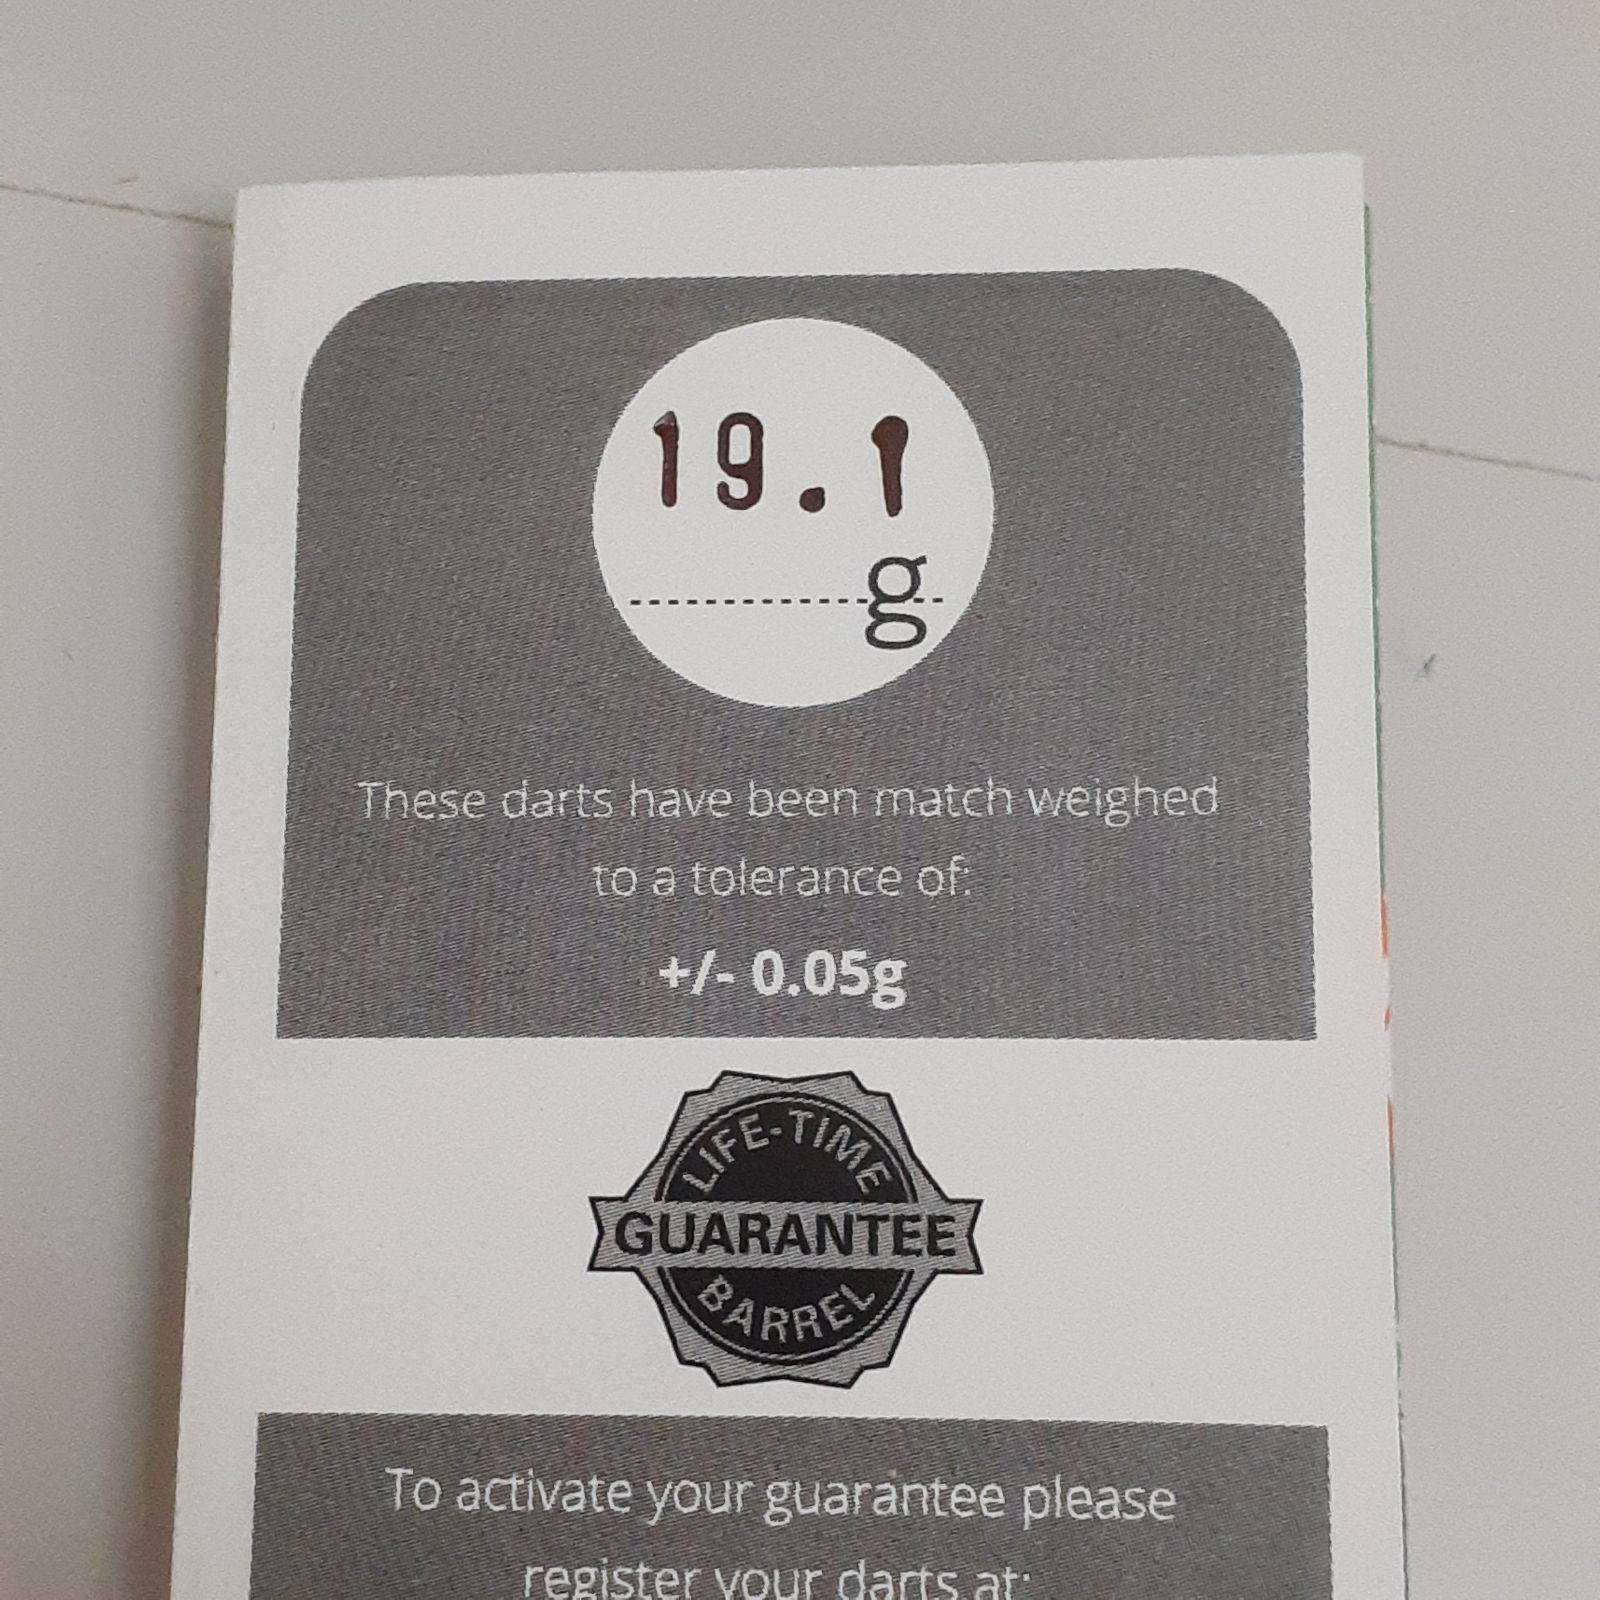 19.1
g
These darts have been match weighed
to a tolerance of:
+/- 0.05g
LIFE-TIME
GUARANTEE
BARREL
To activate your guarantee please
register your darts at: